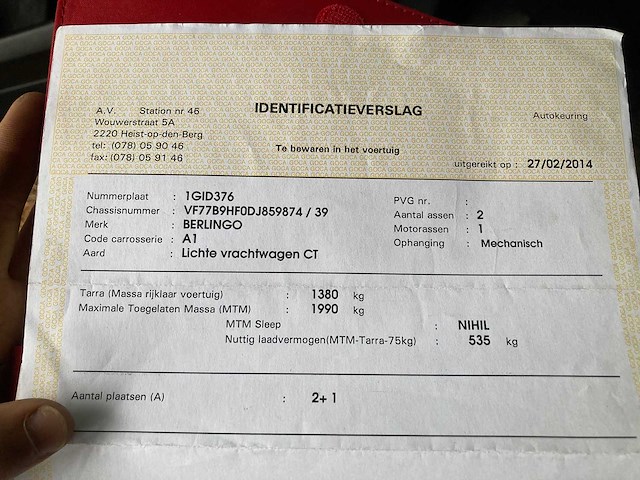 IDENTIFICATIEVERSLAG
A.V. Station nr 46
Autokeuring
Wouwerstraat 5A
2220 Heist-op-den-Berg
tel: (078) 05 90 46
Te bewaren in het voertuig
fax: (078) 05 91 46
uitgereikt op : 27/02/2014
Nummerplaat : 1GID376
PVG nr. :
Chassisnummer : VF77B9HF0DJ859874 / 39
Aantal assen : 2
Merk : BERLINGO
Motorassen : 1
Code carrosserie : A1
Ophanging : Mechanisch
Aard : Lichte vrachtwagen CT
Tarra (Massa rijklaar voertuig) : 1380 kg
Maximale Toegelaten Massa (MTM) : 1990 kg
MTM Sleep : NIHIL
Nuttig laadvermogen(MTM-Tarra-75kg) : 535 kg
Aantal plaatsen (A) : 2+ 1